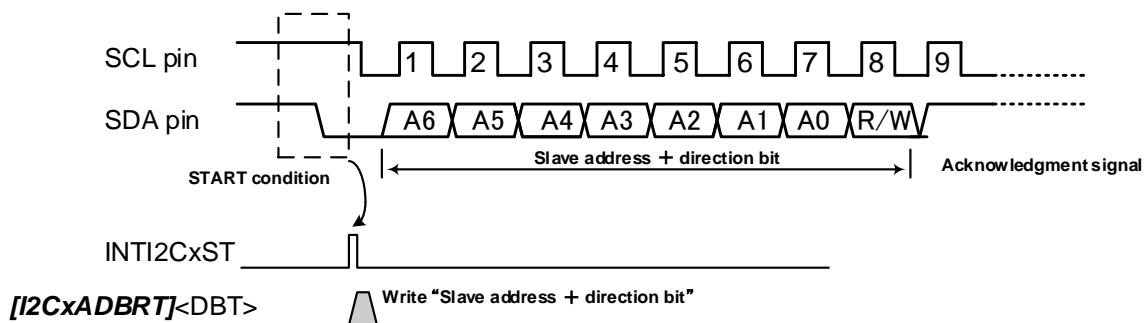 SCL pin
1 2 3 4 5 6 7 8 9
SDA pin
A6 A5 A4 A3 A2 A1 A0 R/W
Slave address + direction bit
START condition
Acknowledgment signal
INTI2CxST
[I2CxADBRT]<DBT>
Write “Slave address + direction bit”